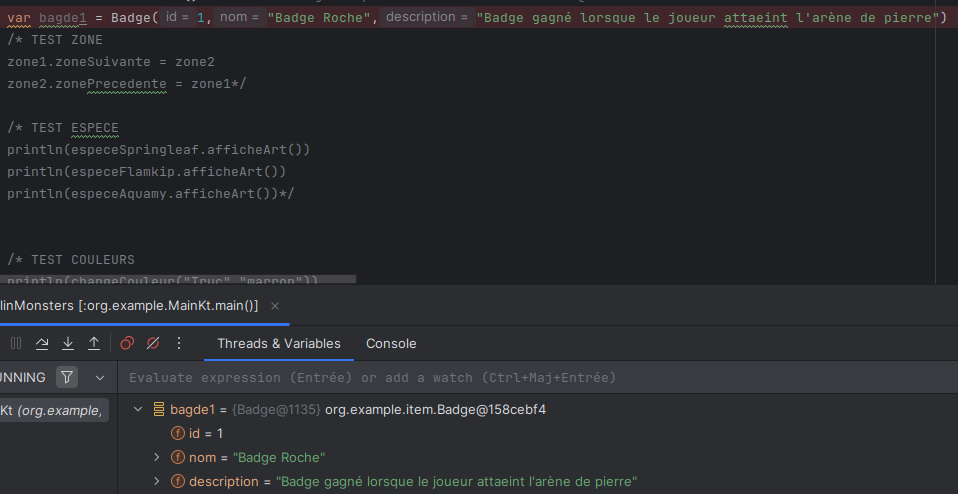 var bagde1 = Badge( id = 1, nom = "Badge Roche", description = "Badge gagné lorsque le joueur attaeint l'arène de pierre")
/* TEST ZONE
zone1.zoneSuivante = zone2
zone2.zonePrecedente = zone1*/
/* TEST ESPECE
println(especeSpringleaf.afficheArt())
println(especeFlamkip.afficheArt())
println(especeAquamy.afficheArt())*/
/* TEST COULEURS
println(changeCouleur("Truc","marron"))
linMonsters [:org.example.MainKt.main()] ×
Threads & Variables Console
UNNING Evaluate expression (Entrée) or add a watch (Ctrl+Maj+Entrée)
Kt (org.example, bagde1 = {Badge@1135} org.example.item.Badge@158cebf4
f id = 1
f nom = "Badge Roche"
f description = "Badge gagné lorsque le joueur attaeint l'arène de pierre"